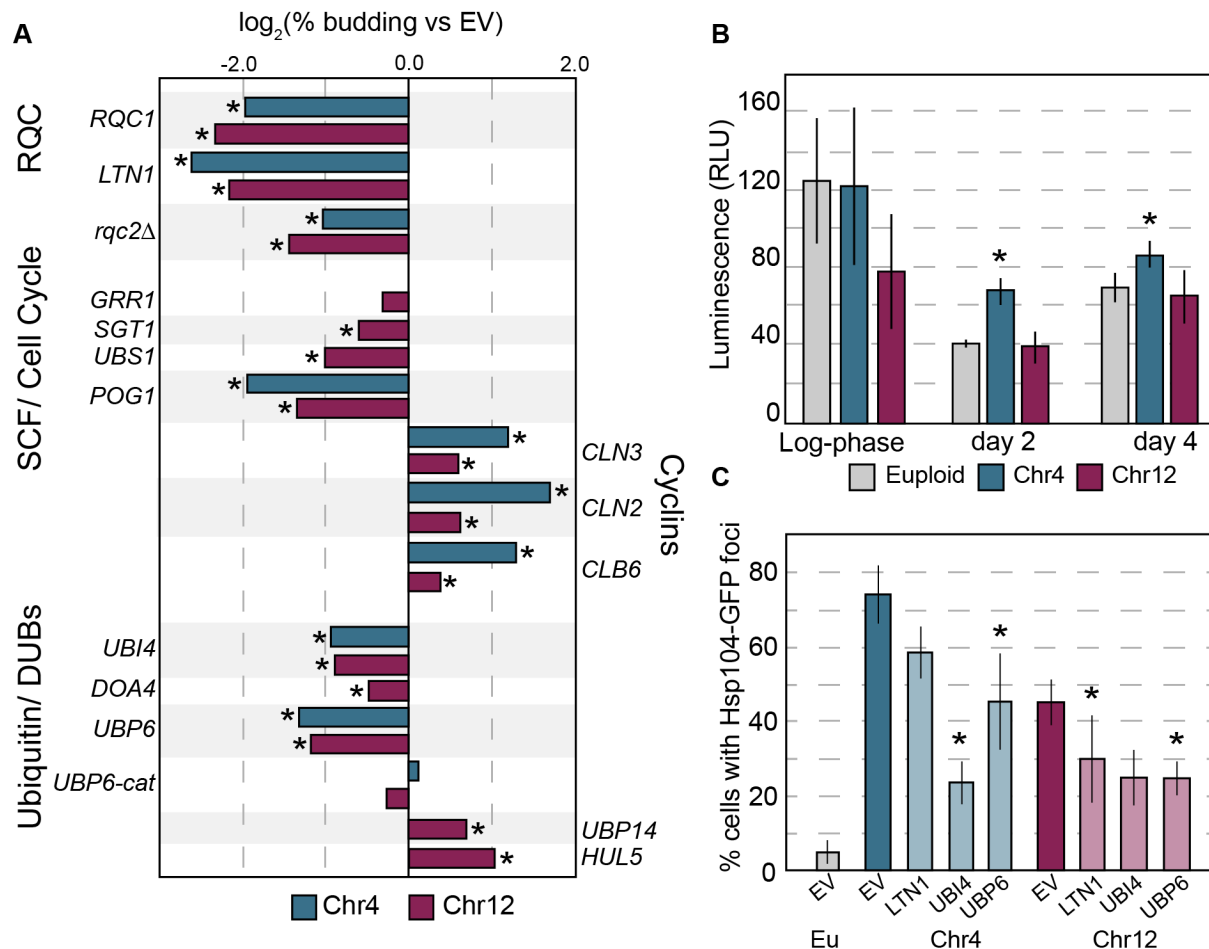 A
log2(% budding vs EV)
-2.0 0.0 2.0
RQC
RQC1
*
*
LTN1
*
*
rqc2Δ
*
*
SCF/ Cell Cycle
GRR1
SGT1
*
UBS1
*
POG1
*
*
Cyclins
CLN3
*
*
CLN2
*
*
CLB6
*
*
Ubiquitin/ DUBs
UBI4
*
*
DOA4
*
UBP6
*
*
UBP6-cat
UBP14
*
HUL5
*
Chr4 Chr12
B
Luminescence (RLU)
160
120
80
40
0
*
*
Log-phase day 2 day 4
Euploid Chr4 Chr12
C
% cells with Hsp104-GFP foci
80
60
40
20
0
* * * *
EV EV LTN1 UBI4 UBP6 EV LTN1 UBI4 UBP6
Eu Chr4 Chr12